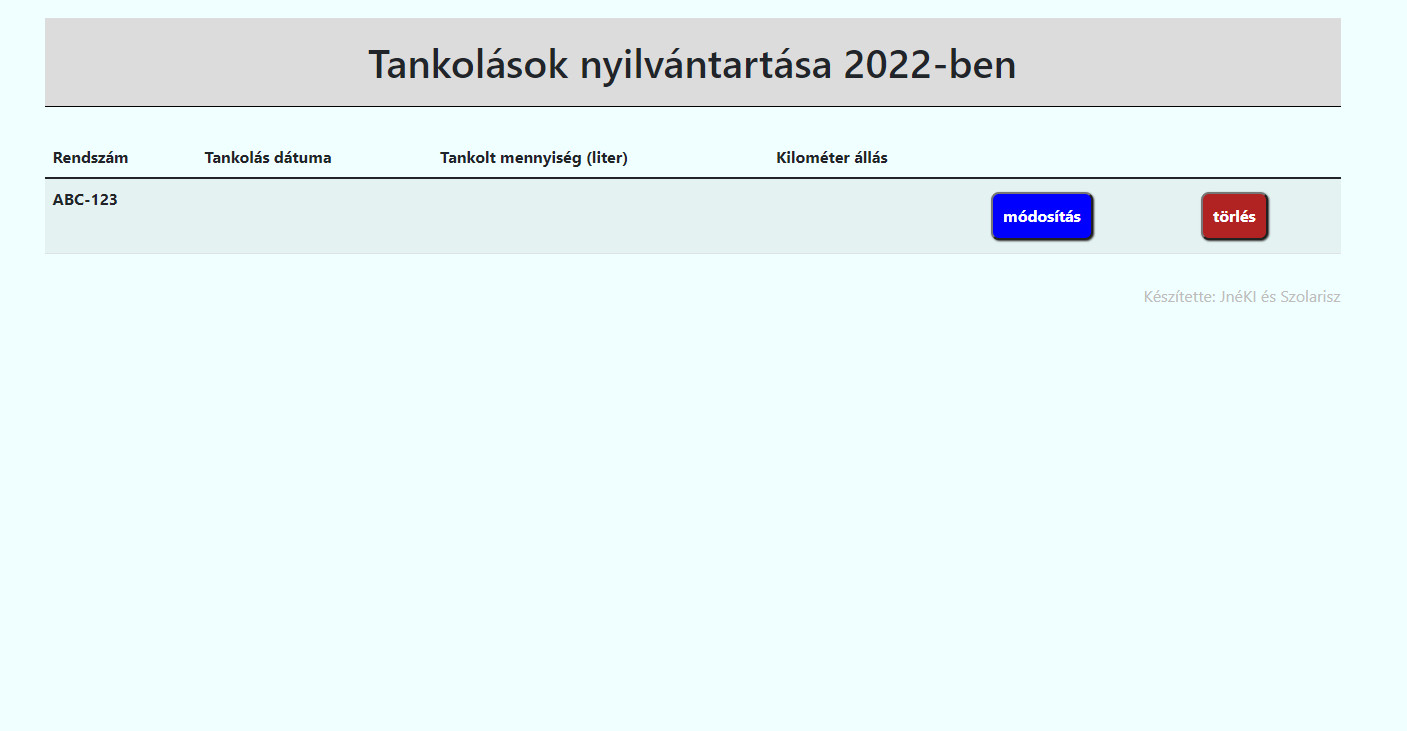 Tankolások nyilvántartása 2022-ben
Rendszám Tankolás dátuma Tankolt mennyiség (liter) Kilométer állás
ABC-123 módosítás törlés
Készítette: JnéKI és Szolarisz